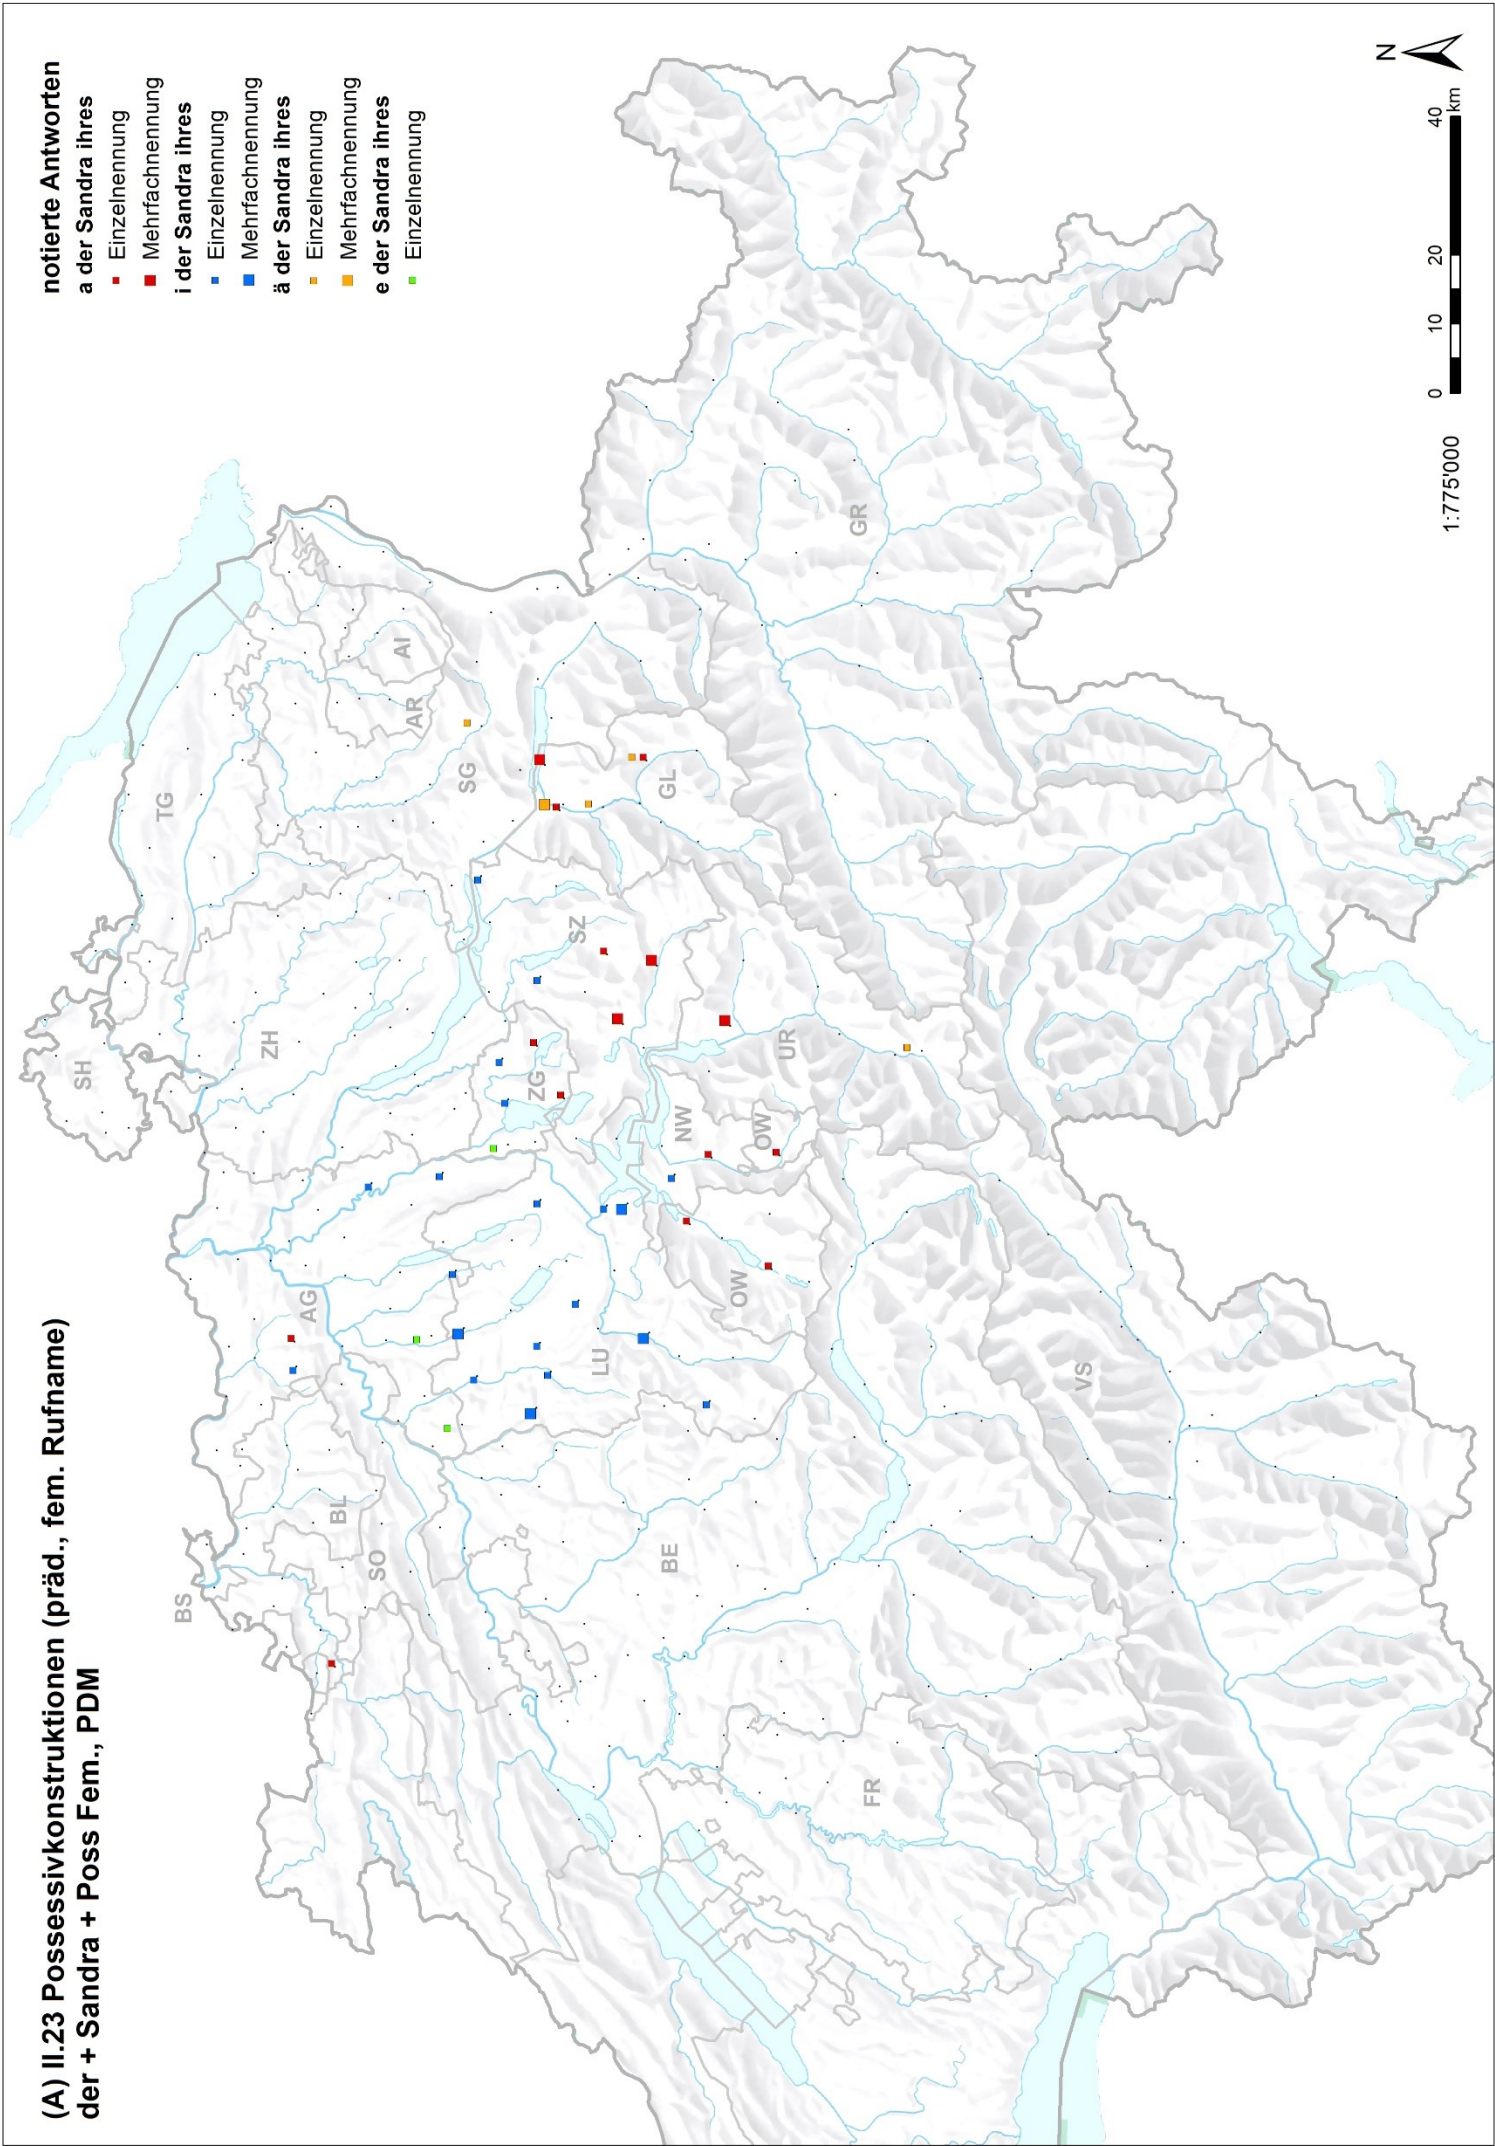 (A) II.23 Possessivkonstruktionen (präd., fem. Rufname)
der + Sandra + Poss Fem., PDM
notierte Antworten
a der Sandra ihres
Einzelnennung
Mehrfachnennung
i der Sandra ihres
Einzelnennung
Mehrfachnennung
ä der Sandra ihres
Einzelnennung
Mehrfachnennung
e der Sandra ihres
Einzelnennung
SH
TG
BS
ZH
AG
BL
SO
AR
AI
SG
ZG
SZ
LU
GL
BE
NW
OW
OW
UR
GR
FR
VS
N
1:775'000
0 10 20 40
km